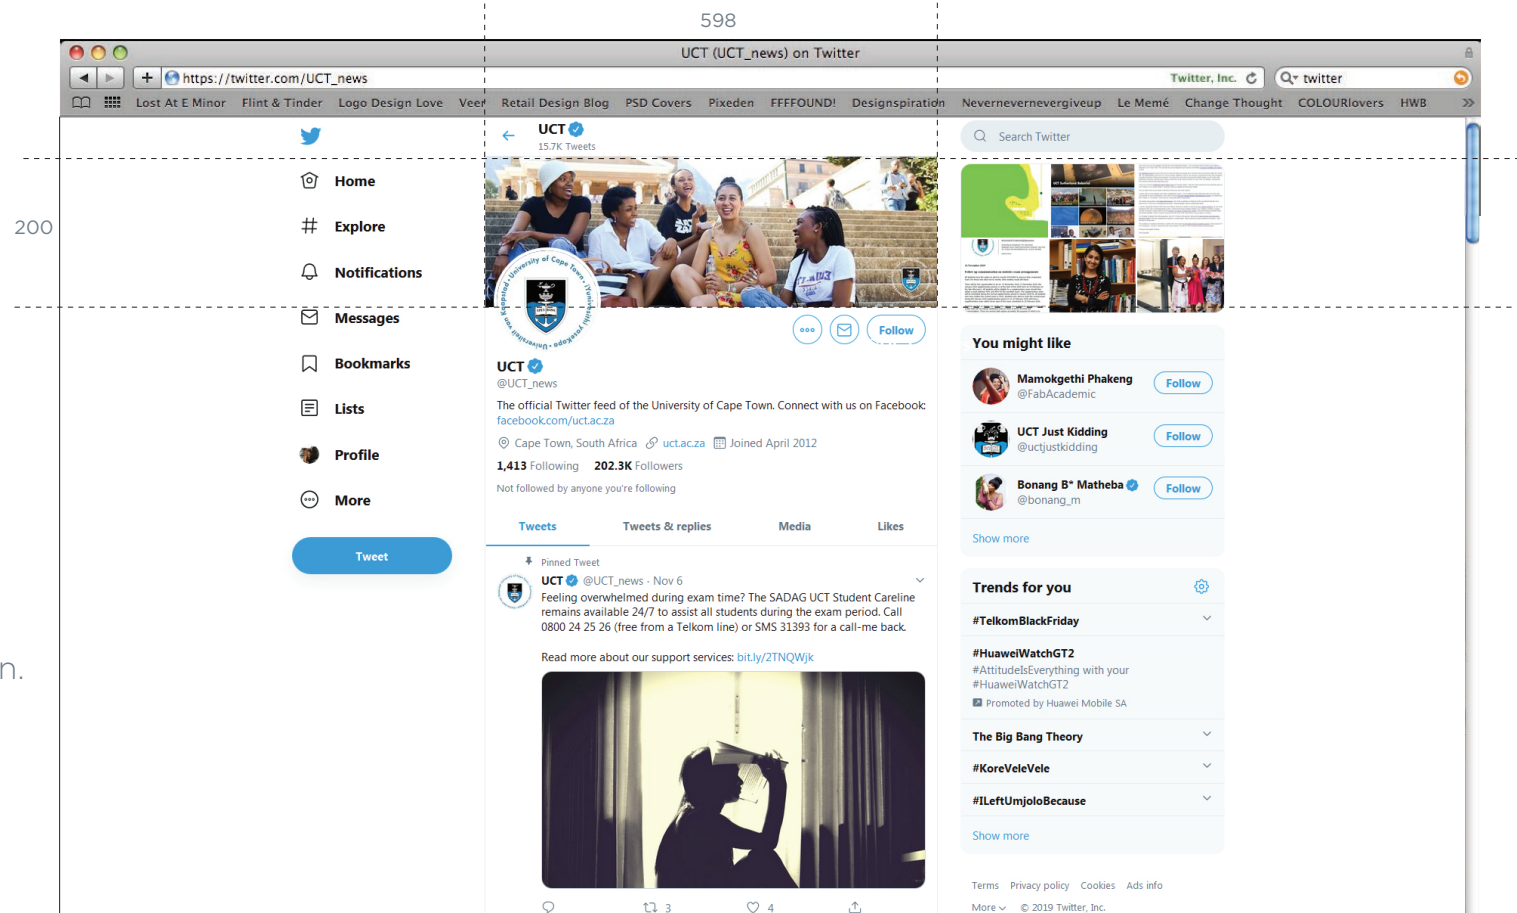 598
UCT (UCT_news) on Twitter
https://twitter.com/UCT_news
Twitter, Inc.
twitter
Lost At E Minor Flint & Tinder Logo Design Love Veer Retail Design Blog PSD Covers Pixeden FFFFOUND! Designspiration Nevernevernevergiveup Le Memé Change Thought COLOURlovers HWB
200
n.
Home
Explore
Notifications
Messages
Bookmarks
Lists
Profile
More
Tweet
UCT
15.7K Tweets
University of Cape Town · iYunivesithi yaseKapa · Universiteit van Kaapstad
Follow
UCT
@UCT_news
The official Twitter feed of the University of Cape Town. Connect with us on Facebook:
facebook.com/uct.ac.za
Cape Town, South Africa uct.ac.za Joined April 2012
1,413 Following 202.3K Followers
Not followed by anyone you're following
Tweets Tweets & replies Media Likes
Pinned Tweet
UCT @UCT_news · Nov 6
Feeling overwhelmed during exam time? The SADAG UCT Student Careline
remains available 24/7 to assist all students during the exam period. Call
0800 24 25 26 (free from a Telkom line) or SMS 31393 for a call-me back.
Read more about our support services: bit.ly/2TNQWjk
3 4
Search Twitter
You might like
Mamokgethi Phakeng
@FabAcademic
Follow
UCT Just Kidding
@uctjustkidding
Follow
Bonang B* Matheba
@bonang_m
Follow
Show more
Trends for you
#TelkomBlackFriday
#HuaweiWatchGT2
#AttitudeIsEverything with your
#HuaweiWatchGT2
Promoted by Huawei Mobile SA
The Big Bang Theory
#KoreVeleVele
#ILeftUmjoloBecause
Show more
Terms Privacy policy Cookies Ads info
More © 2019 Twitter, Inc.